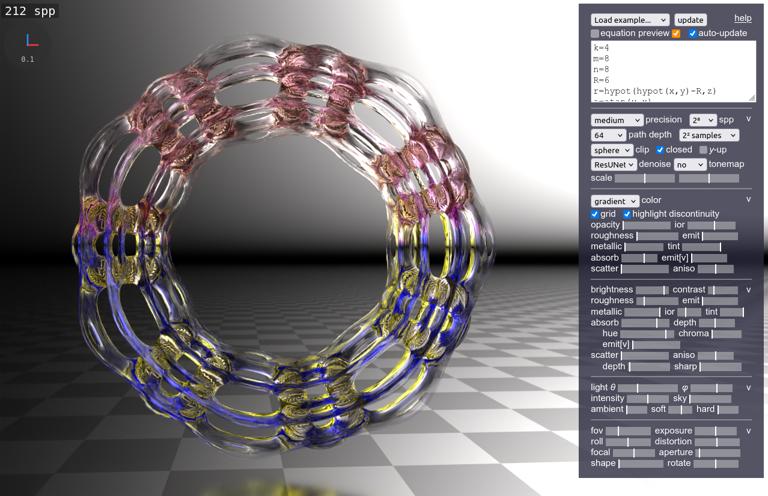 212 spp
0.1
Load example... update help
equation preview auto-update
k=4
m=8
n=8
R=6
r=hypot(hypot(x,y)-R,z)
medium precision spp v
64 path depth samples
sphere clip closed y-up
ResUNet denoise no tonemap
scale
gradient color v
grid highlight discontinuity
opacity ior
roughness emit
metallic tint
absorb emit[v]
scatter aniso
brightness contrast v
roughness emit
metallic ior tint
absorb depth
hue chroma
emit[v]
scatter aniso
depth sharp
light θ φ v
intensity sky
ambient soft hard
fov exposure v
roll distortion
focal aperture
shape rotate